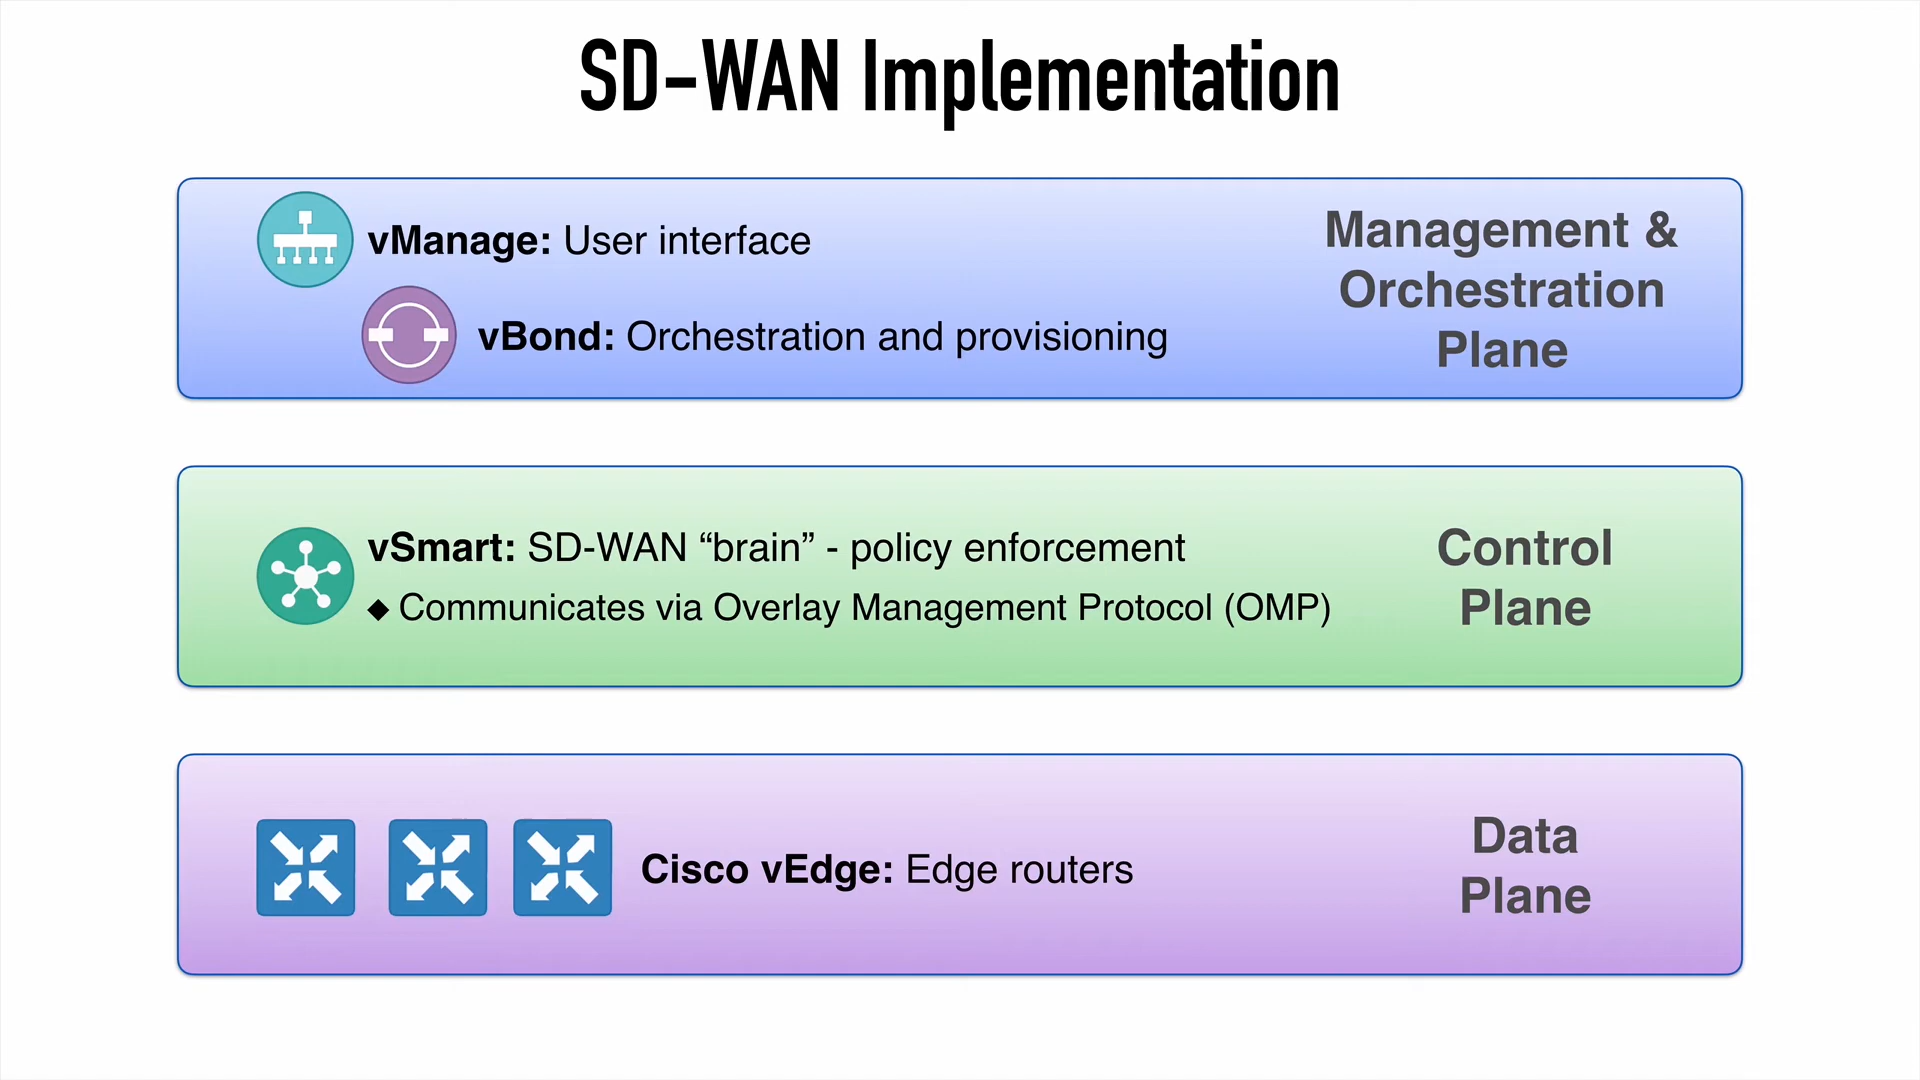 SD-WAN Implementation
vManage: User interface
vBond: Orchestration and provisioning
Management &
Orchestration
Plane
vSmart: SD-WAN “brain” - policy enforcement
◆ Communicates via Overlay Management Protocol (OMP)
Control
Plane
Cisco vEdge: Edge routers
Data
Plane